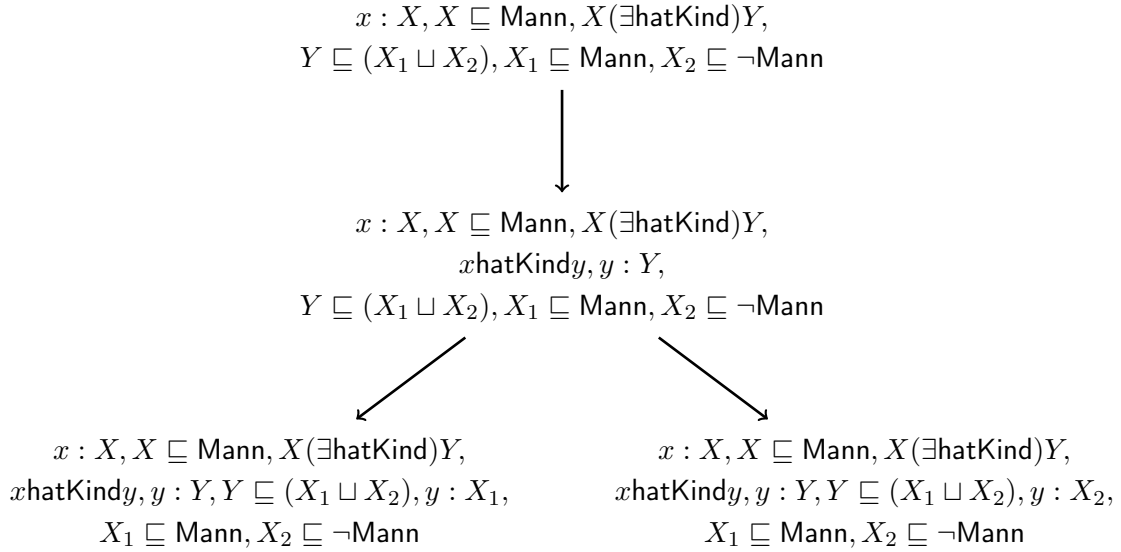 x : X, X ⊑ Mann, X(∃hatKind)Y,
Y ⊑ (X₁ ⊔ X₂), X₁ ⊑ Mann, X₂ ⊑ ¬Mann
x : X, X ⊑ Mann, X(∃hatKind)Y,
xhatKindy, y : Y,
Y ⊑ (X₁ ⊔ X₂), X₁ ⊑ Mann, X₂ ⊑ ¬Mann
x : X, X ⊑ Mann, X(∃hatKind)Y,
xhatKindy, y : Y, Y ⊑ (X₁ ⊔ X₂), y : X₁,
X₁ ⊑ Mann, X₂ ⊑ ¬Mann
x : X, X ⊑ Mann, X(∃hatKind)Y,
xhatKindy, y : Y, Y ⊑ (X₁ ⊔ X₂), y : X₂,
X₁ ⊑ Mann, X₂ ⊑ ¬Mann